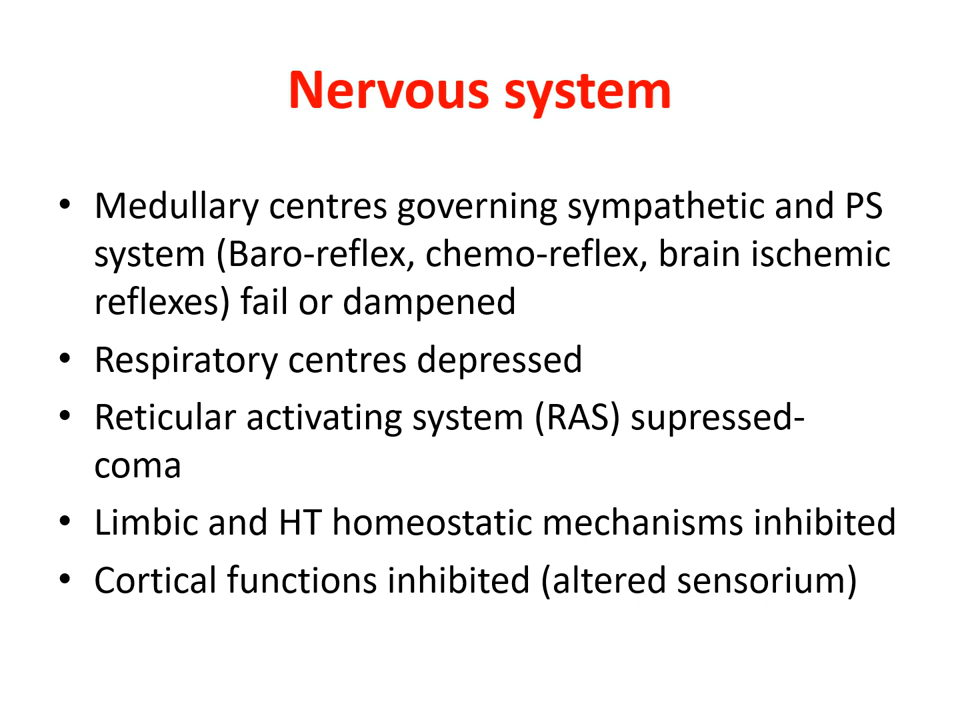 Nervous system
• Medullary centres governing sympathetic and PS
system (Baro-reflex, chemo-reflex, brain ischemic
reflexes) fail or dampened
• Respiratory centres depressed
• Reticular activating system (RAS) supressed-
coma
• Limbic and HT homeostatic mechanisms inhibited
• Cortical functions inhibited (altered sensorium)